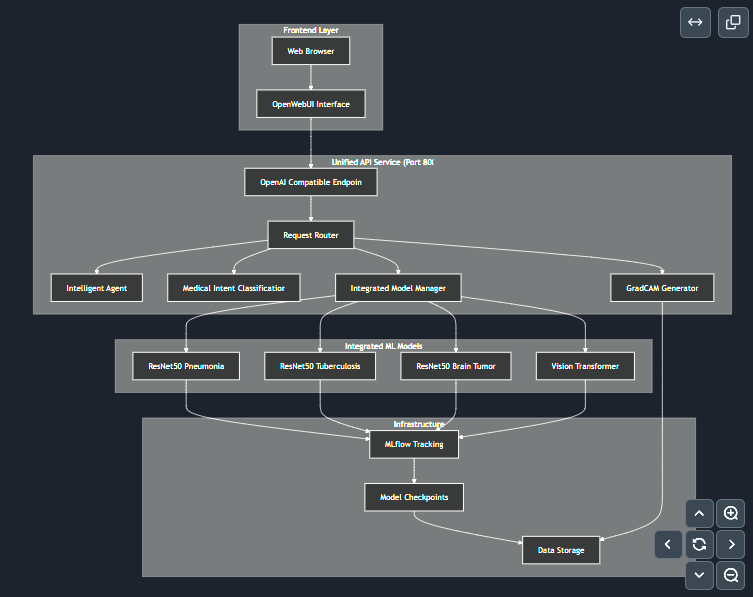 Frontend Layer
Web Browser
OpenWebUI Interface
Unified API Service (Port 80(
OpenAI Compatible Endpoin
Request Router
Intelligent Agent
Medical Intent Classification
Integrated Model Manager
GradCAM Generator
Integrated ML Models
ResNet50 Pneumonia
ResNet50 Tuberculosis
ResNet50 Brain Tumor
Vision Transformer
Infrastructure
MLflow Tracking
Model Checkpoints
Data Storage